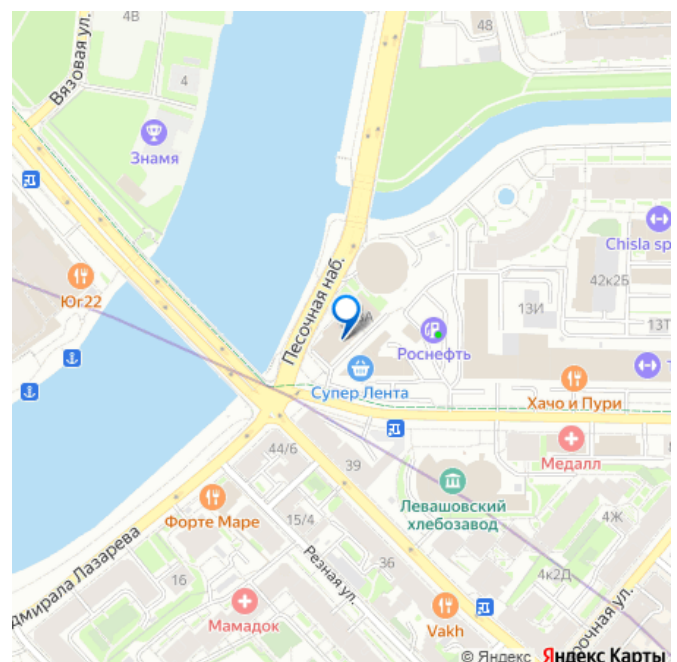 48
4В
Вязовая ул.
4
Знамя
Chisla sp
42к2Б
Юг22
Песочная наб.
13И
13Т
Роснефть
Супер Лента
Хачо и Пури
Медалл
44/6
39
Левашовский
хлебозавод
Форте Маре
15/4
4Ж
дмирала Лазарева
Резная ул.
36
16
4к2Д
Мамадок
Vakh
рочная ул.
© Яндекс Яндекс Карты